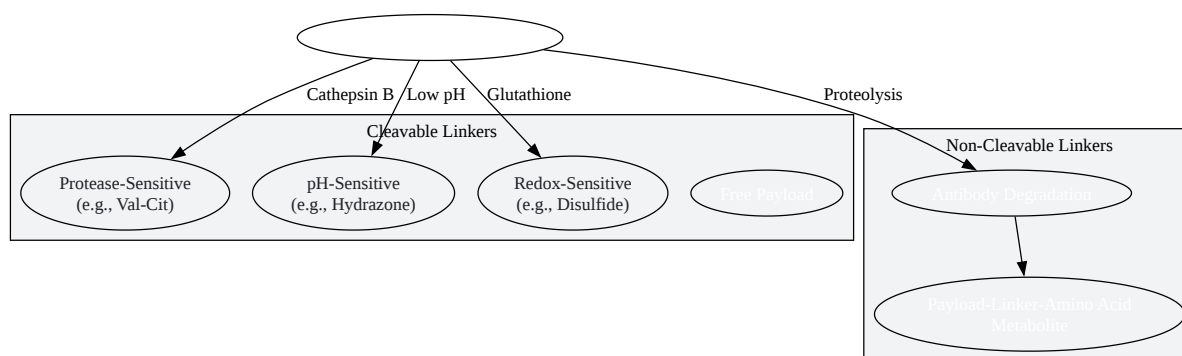 Cathepsin B
Low pH
Glutathione
Proteolysis
Cleavable Linkers
Non-Cleavable Linkers
Protease-Sensitive
(e.g., Val-Cit)
pH-Sensitive
(e.g., Hydrazone)
Redox-Sensitive
(e.g., Disulfide)
Free Payload
Antibody Degradation
Payload-Linker-Amino Acid
Metabolite